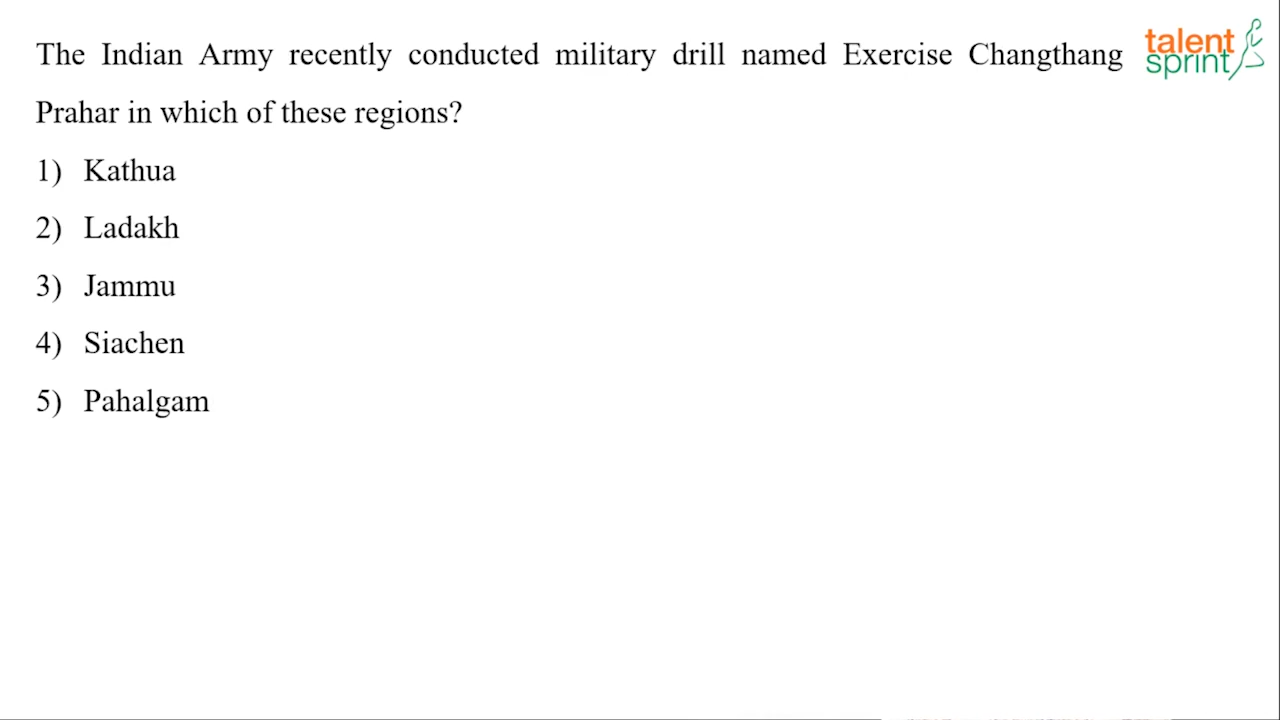 The Indian Army recently conducted military drill named Exercise Changthang
Prahar in which of these regions?
1) Kathua
2) Ladakh
3) Jammu
4) Siachen
5) Pahalgam
talent
sprint